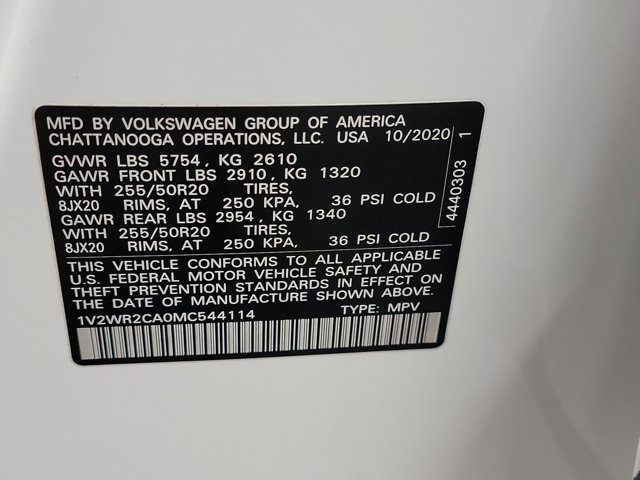 MFD BY VOLKSWAGEN GROUP OF AMERICA
CHATTANOOGA OPERATIONS, LLC. USA 10/2020
GVWR LBS 5754, KG 2610
GAWR FRONT LBS 2910, KG 1320
WITH 255/50R20 TIRES,
8JX20 RIMS, AT 250 KPA, 36 PSI COLD
GAWR REAR LBS 2954, KG 1340
WITH 255/50R20 TIRES,
8JX20 RIMS, AT 250 KPA, 36 PSI COLD
THIS VEHICLE CONFORMS TO ALL APPLICABLE
U.S. FEDERAL MOTOR VEHICLE SAFETY AND
THEFT PREVENTION STANDARDS IN EFFECT ON
THE DATE OF MANUFACTURE SHOWN ABOVE.
1V2WR2CA0MC544114 TYPE: MPV
4440303 1